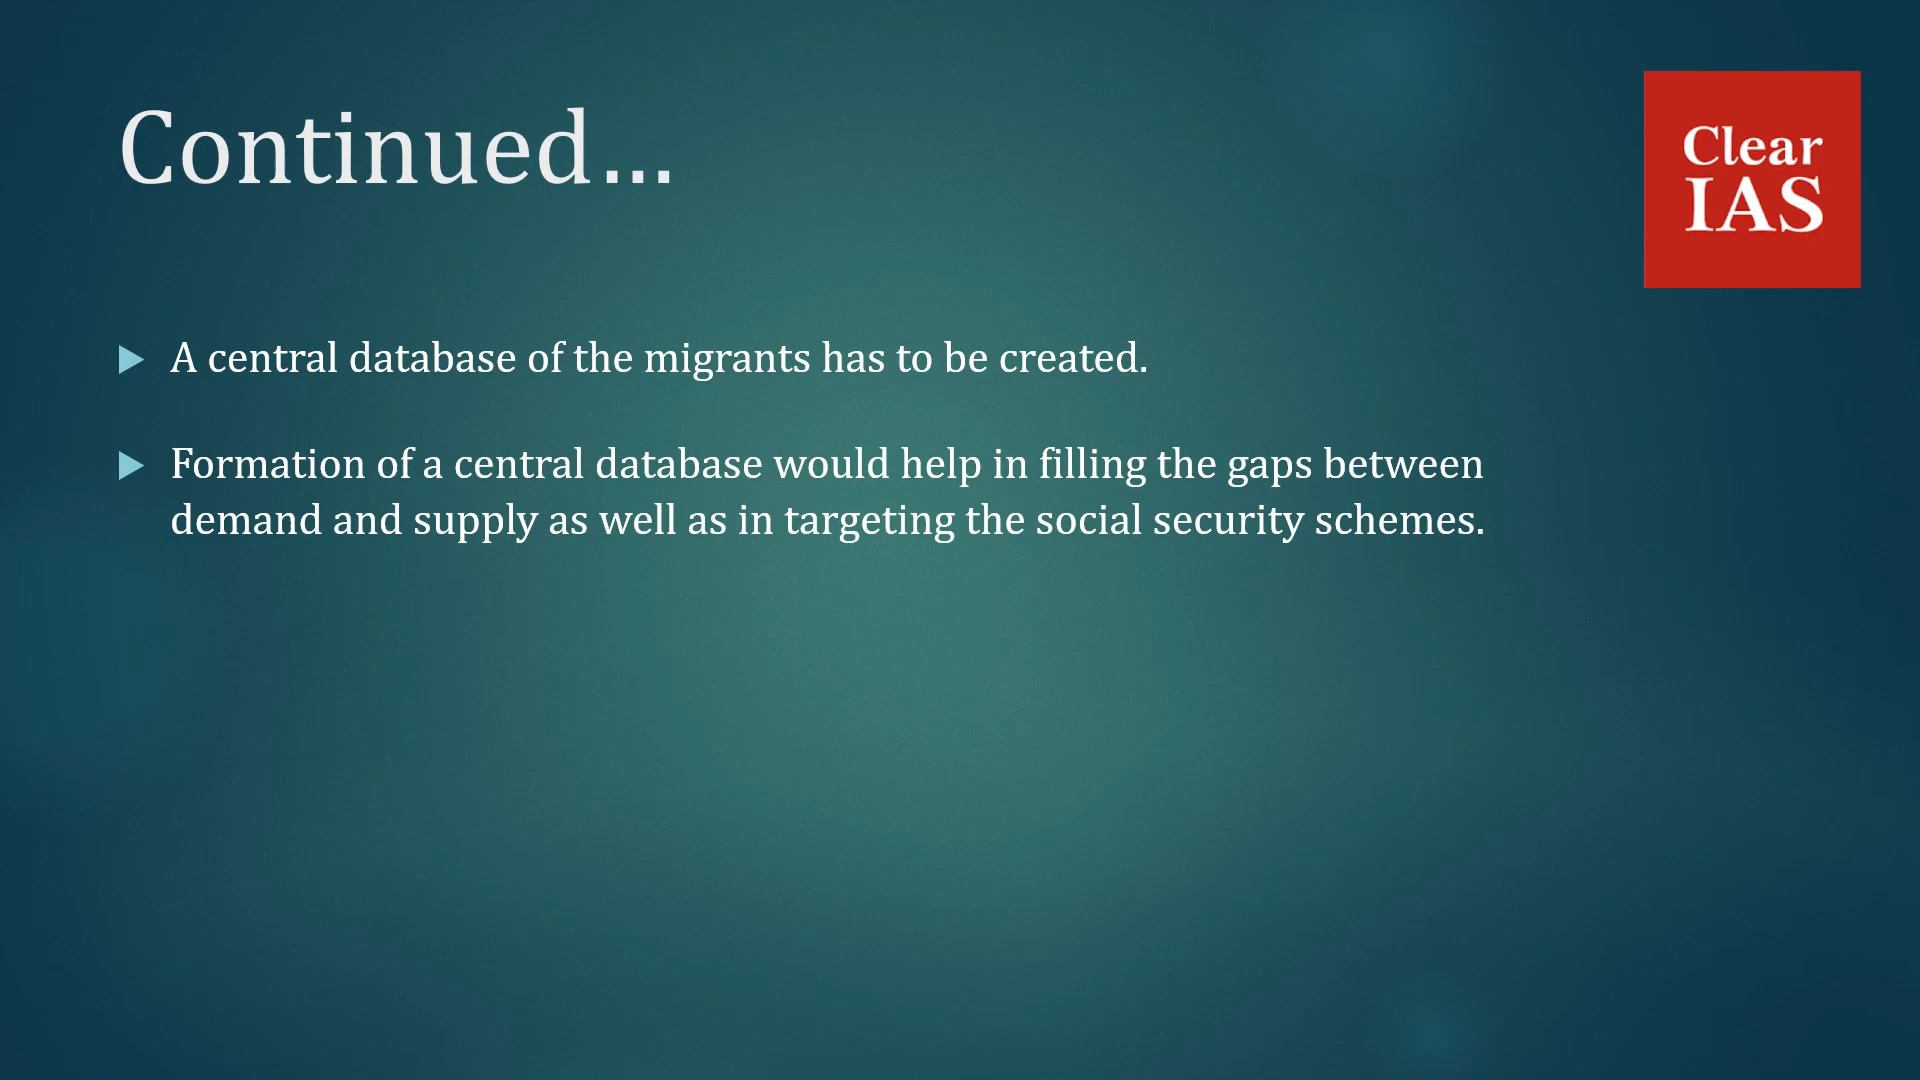 Continued...
Clear
IAS
A central database of the migrants has to be created.
Formation of a central database would help in filling the gaps between
demand and supply as well as in targeting the social security schemes.